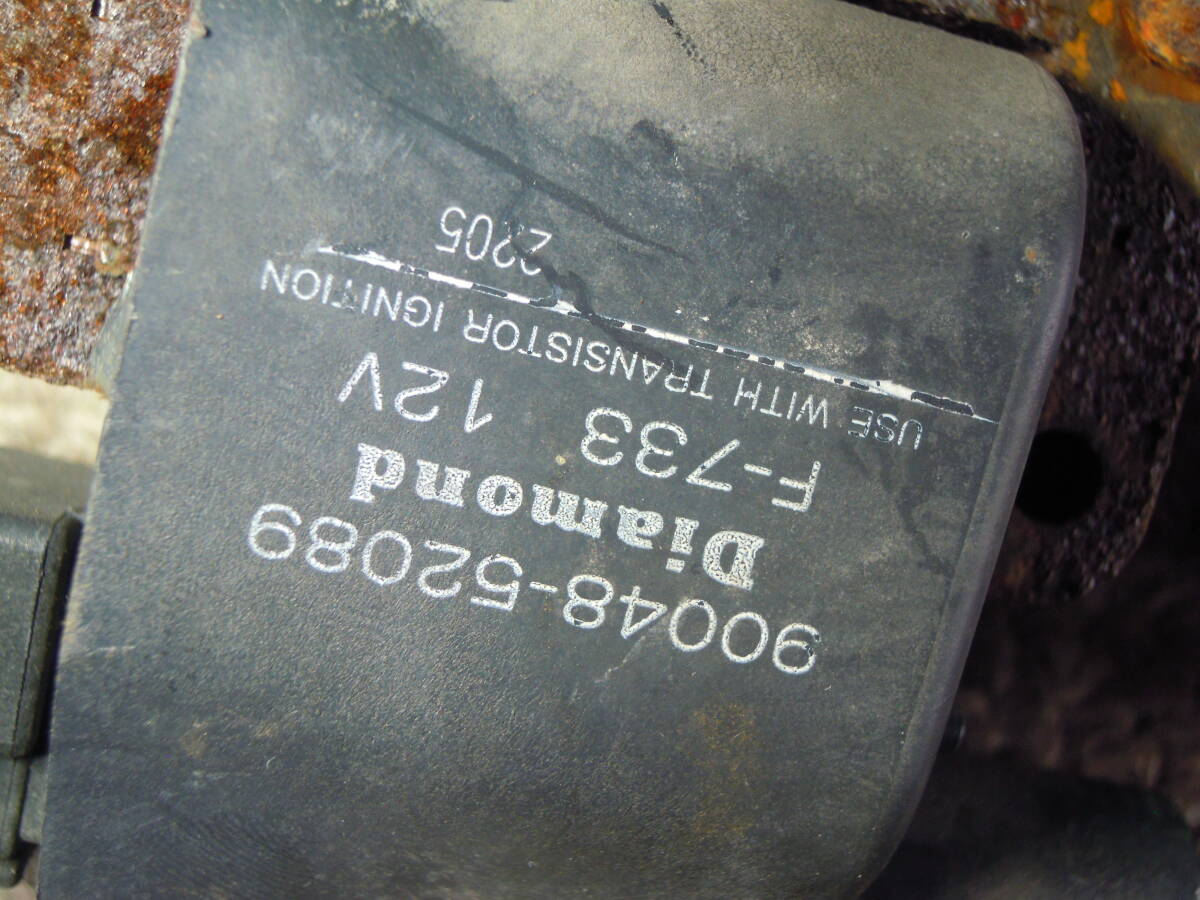 90048-52089
Diamond
F-733 12V
USE WITH TRANSISTOR IGNITION
2205